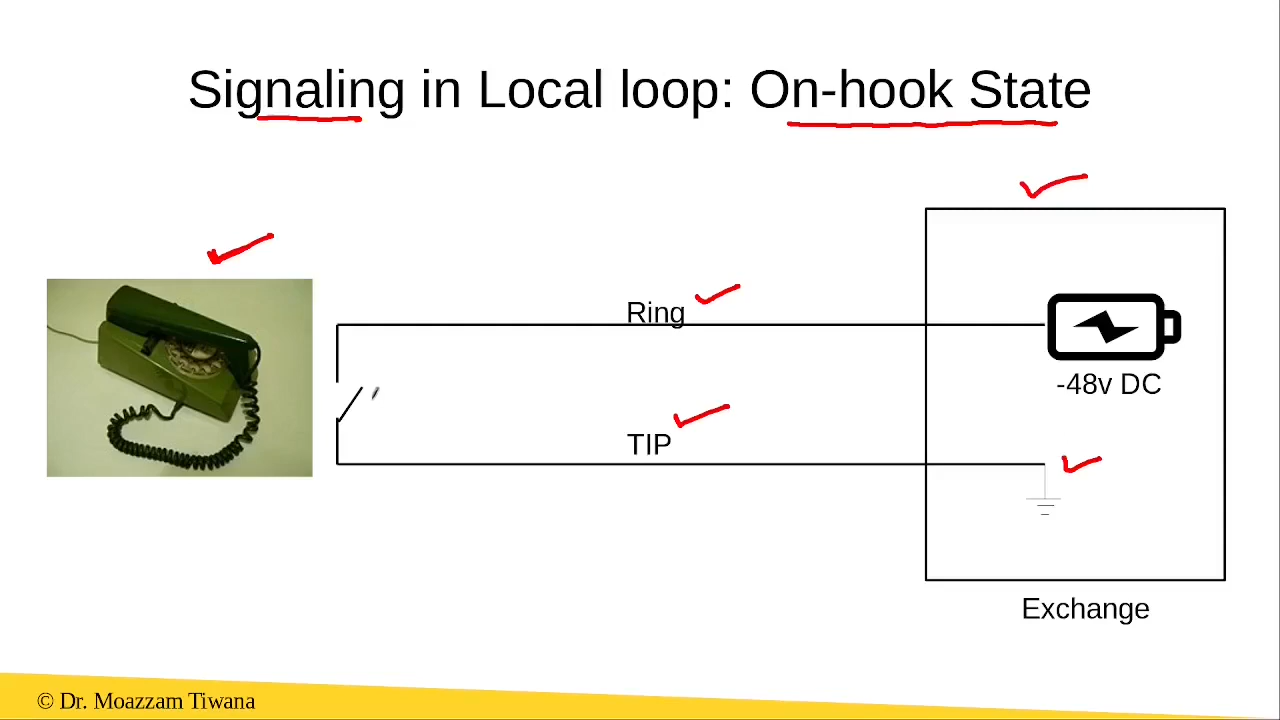 Signaling in Local loop: On-hook State
Ring
-48v DC
TIP
Exchange
© Dr. Moazzam Tiwana